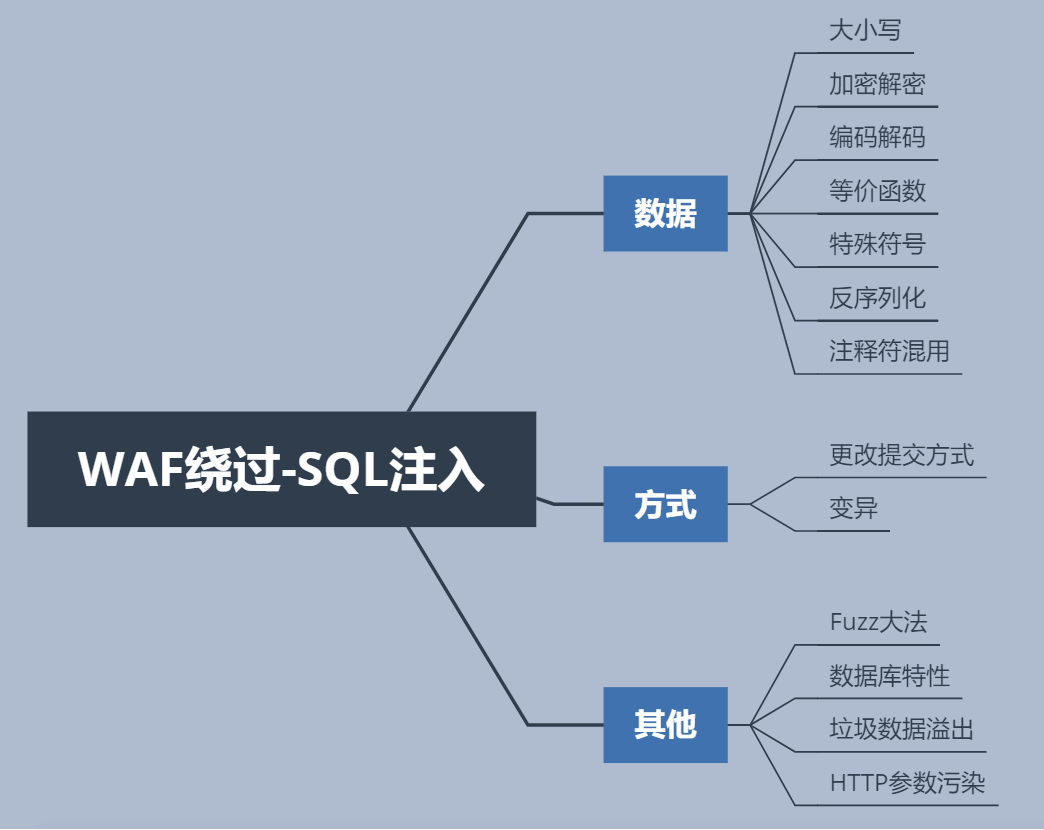 WAF绕过-SQL注入
数据
大小写
加密解密
编码解码
等价函数
特殊符号
反序列化
注释符混用
方式
更改提交方式
变异
其他
Fuzz大法
数据库特性
垃圾数据溢出
HTTP参数污染